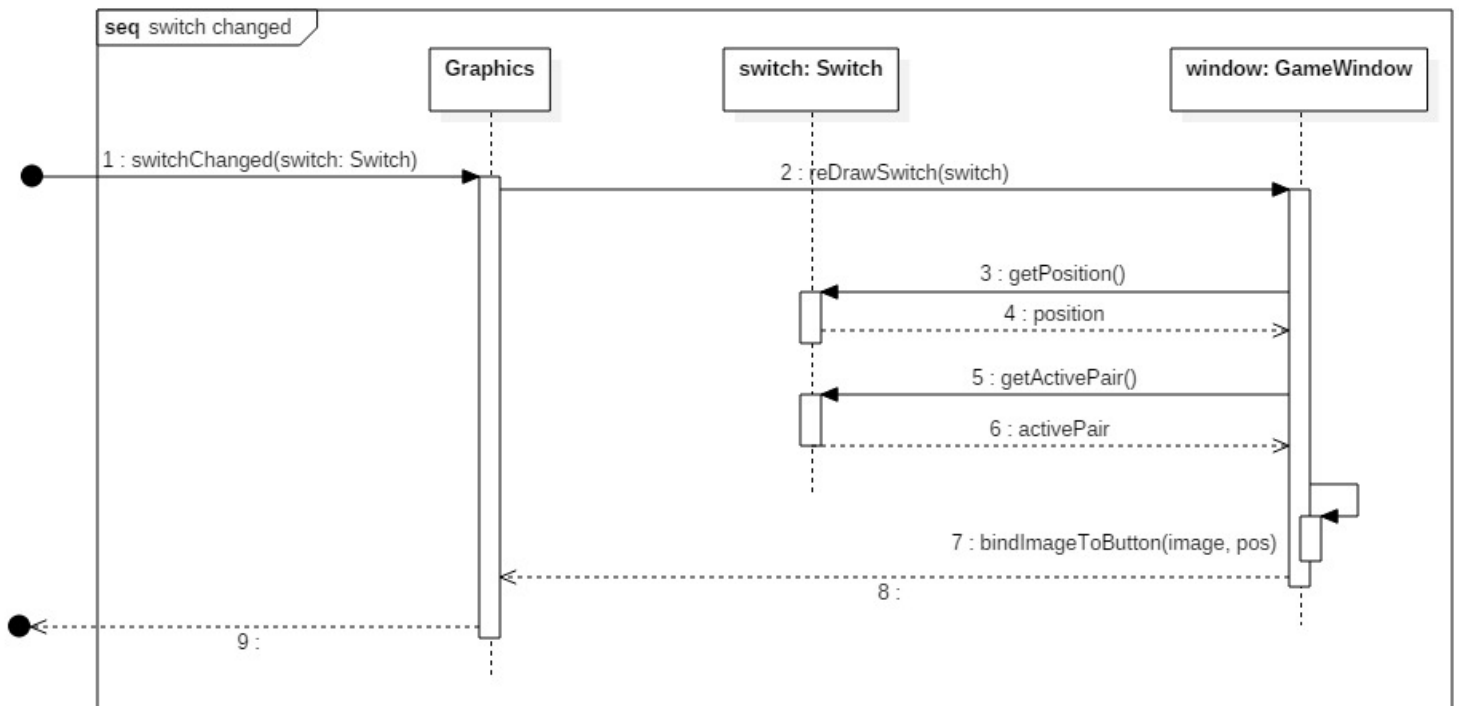 seq switch changed
Graphics
switch: Switch
window: GameWindow
1 : switchChanged(switch: Switch)
2 : reDrawSwitch(switch)
3 : getPosition()
4 : position
5 : getActivePair()
6 : activePair
7 : bindImageToButton(image, pos)
8 :
9 :